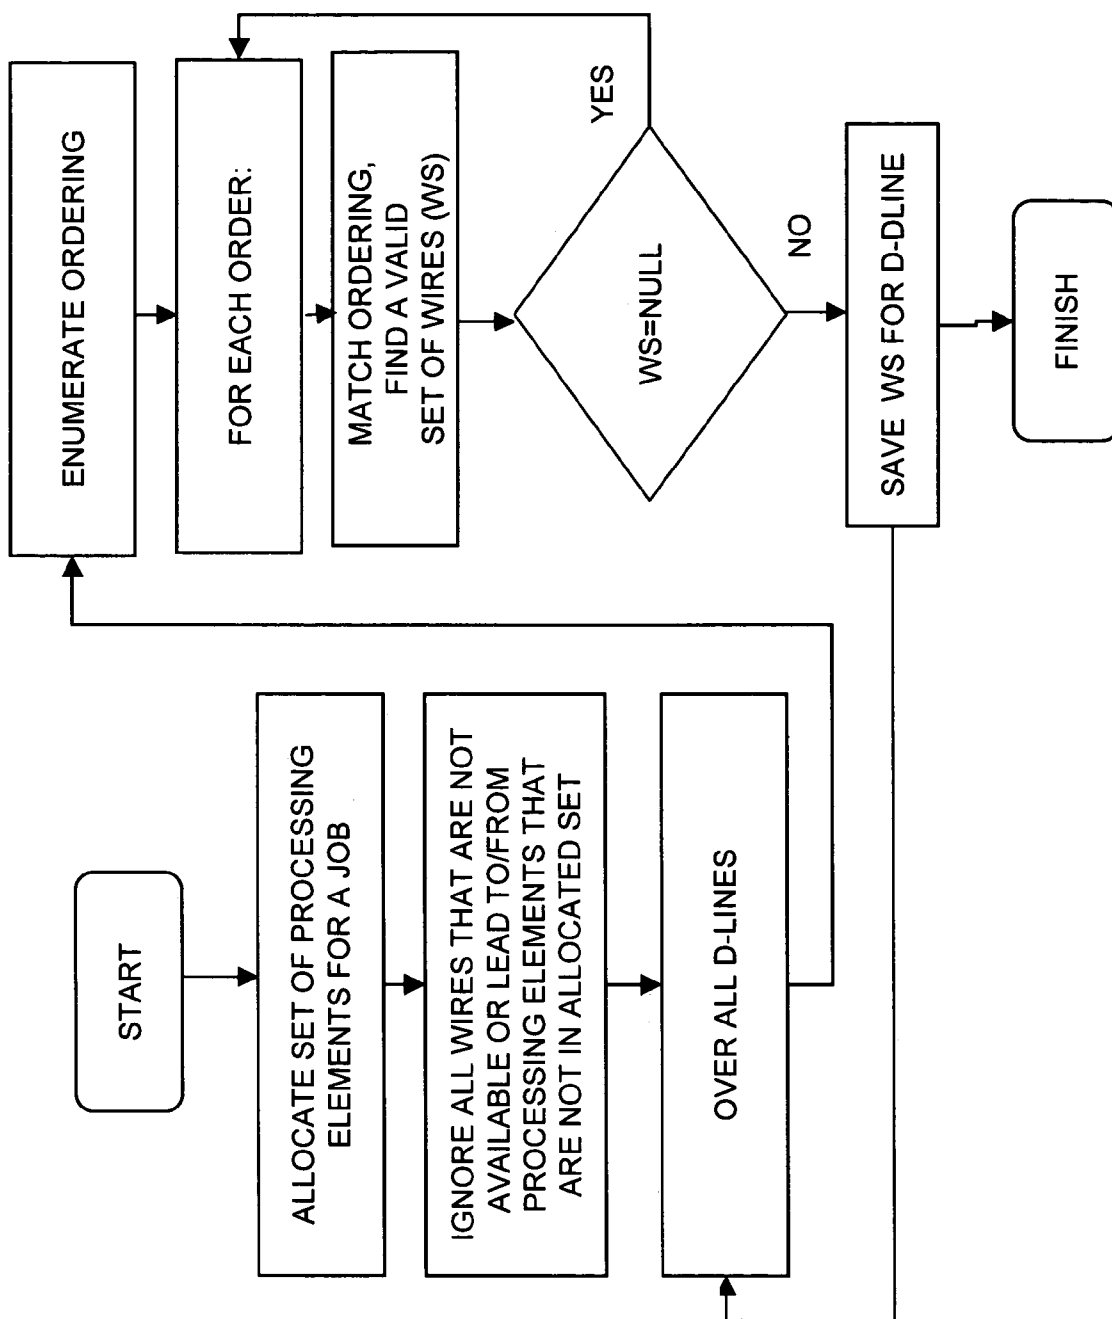 START
ALLOCATE SET OF PROCESSING
ELEMENTS FOR A JOB
IGNORE ALL WIRES THAT ARE NOT
AVAILABLE OR LEAD TO/FROM
PROCESSING ELEMENTS THAT
ARE NOT IN ALLOCATED SET
OVER ALL D-LINES
ENUMERATE ORDERING
FOR EACH ORDER:
MATCH ORDERING,
FIND A VALID
SET OF WIRES (WS)
WS=NULL
YES
NO
SAVE WS FOR D-DLINE
FINISH